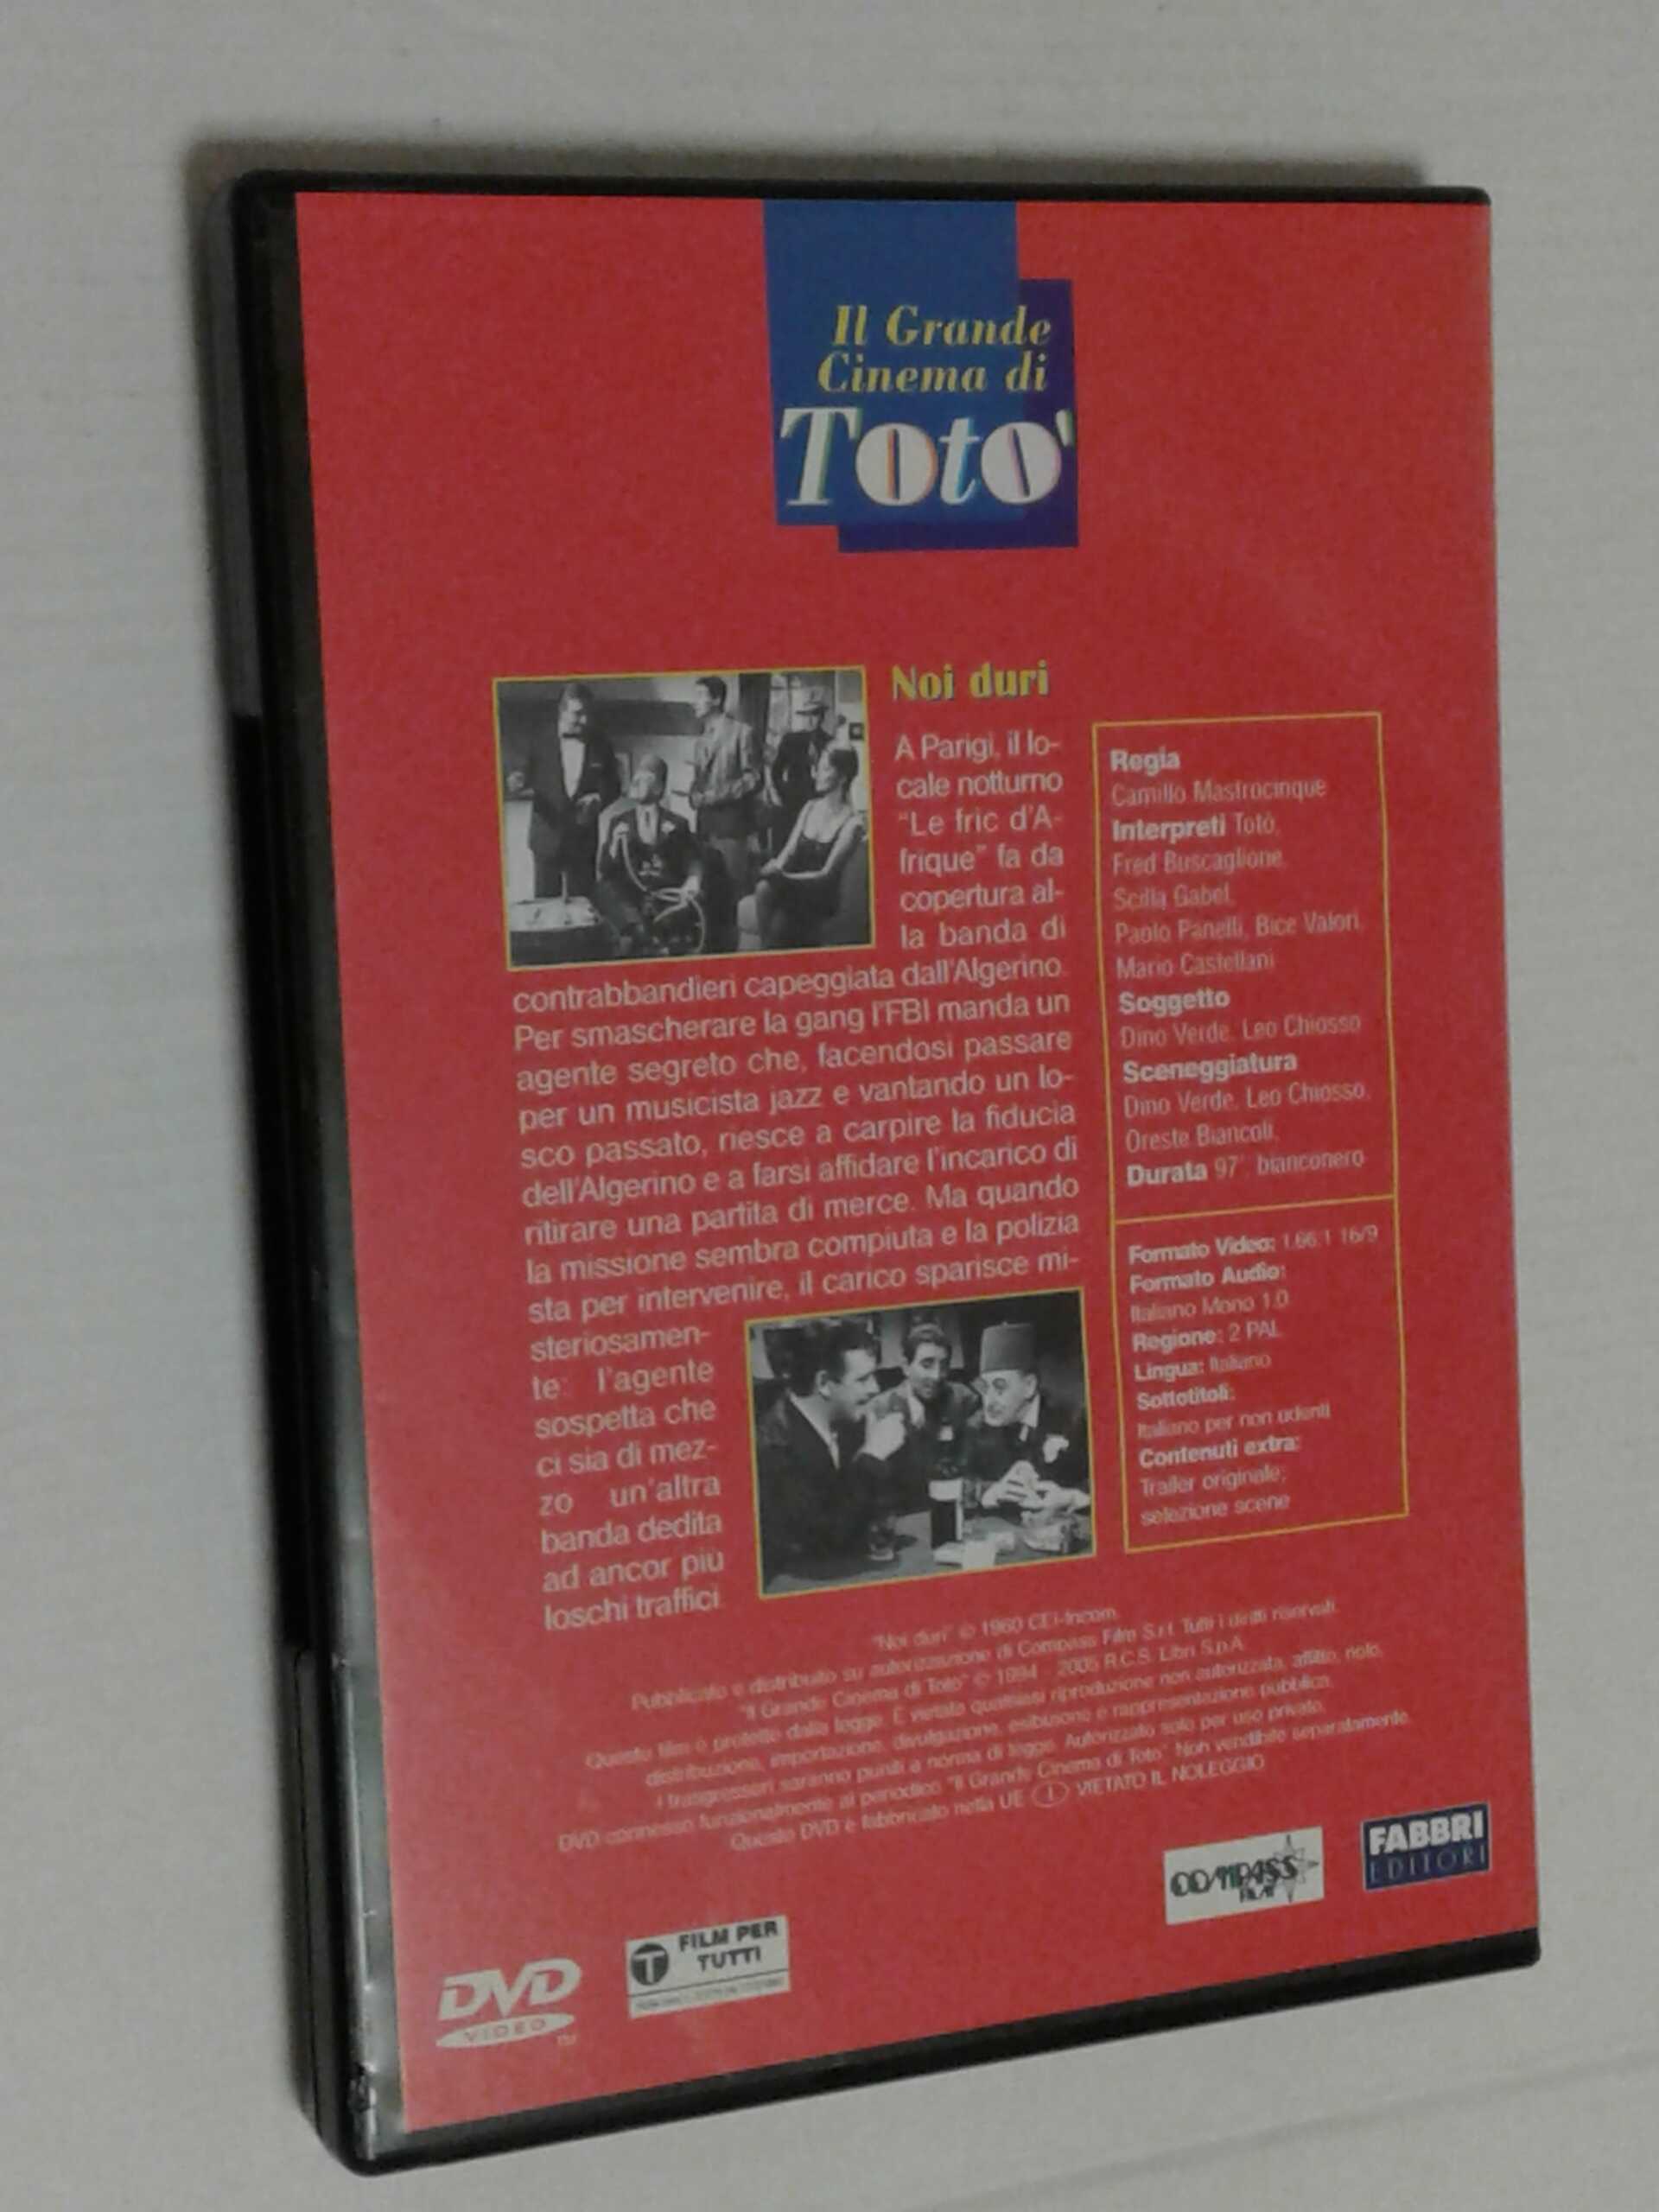 Il Grande
Cinema di
Totò
Noi duri
A Parigi, il lo-
cale notturno
"Le fric d'A-
frique" fa da
copertura al-
la banda di
contrabbandieri capeggiata dall'Algerino.
Per smascherare la gang l'FBI manda un
agente segreto che, facendosi passare
per un musicista jazz e vantando un lo-
sco passato, riesce a carpire la fiducia
dell'Algerino e a farsi affidare l'incarico di
ritirare una partita di merce. Ma quando
la missione sembra compiuta e la polizia
sta per intervenire, il carico sparisce mi-
steriosamen-
te: l'agente
sospetta che
ci sia di mez-
zo un'altra
banda dedita
ad ancor più
loschi traffici.
Regia
Camillo Mastrocinque
Interpreti Totò,
Fred Buscaglione,
Scilla Gabel,
Paolo Panelli, Bice Valori,
Mario Castellani
Soggetto
Dino Verde, Leo Chiosso
Sceneggiatura
Dino Verde, Leo Chiosso,
Oreste Biancoli,
Durata 97', bianconero
Formato Video: 1.66:1 16/9
Formato Audio:
Italiano Mono 1.0
Regione: 2 PAL
Lingua: Italiano
Sottotitoli:
Italiano per non udenti
Contenuti extra:
Trailer originale;
selezione scene
"Noi duri" © 1960 CEI-Incom.
Pubblicato e distribuito su autorizzazione di Compass Film S.r.l. Tutti i diritti riservati.
"Il Grande Cinema di Totò" © 1994 - 2005 R.C.S. Libri S.p.A.
Questo film è protetto dalla legge. È vietata qualsiasi riproduzione non autorizzata, affitto, nolo,
distribuzione, importazione, divulgazione, esibizione e rappresentazione pubblica.
I trasgressori saranno puniti a norma di legge. Autorizzato solo per uso privato.
DVD connesso funzionalmente al periodico "Il Grande Cinema di Totò" Non vendibile separatamente.
Questo DVD è fabbricato nella UE I VIETATO IL NOLEGGIO
COMPASS
FILM
FABBRI
EDITORI
T FILM PER
TUTTI
DVD
VIDEO
TM